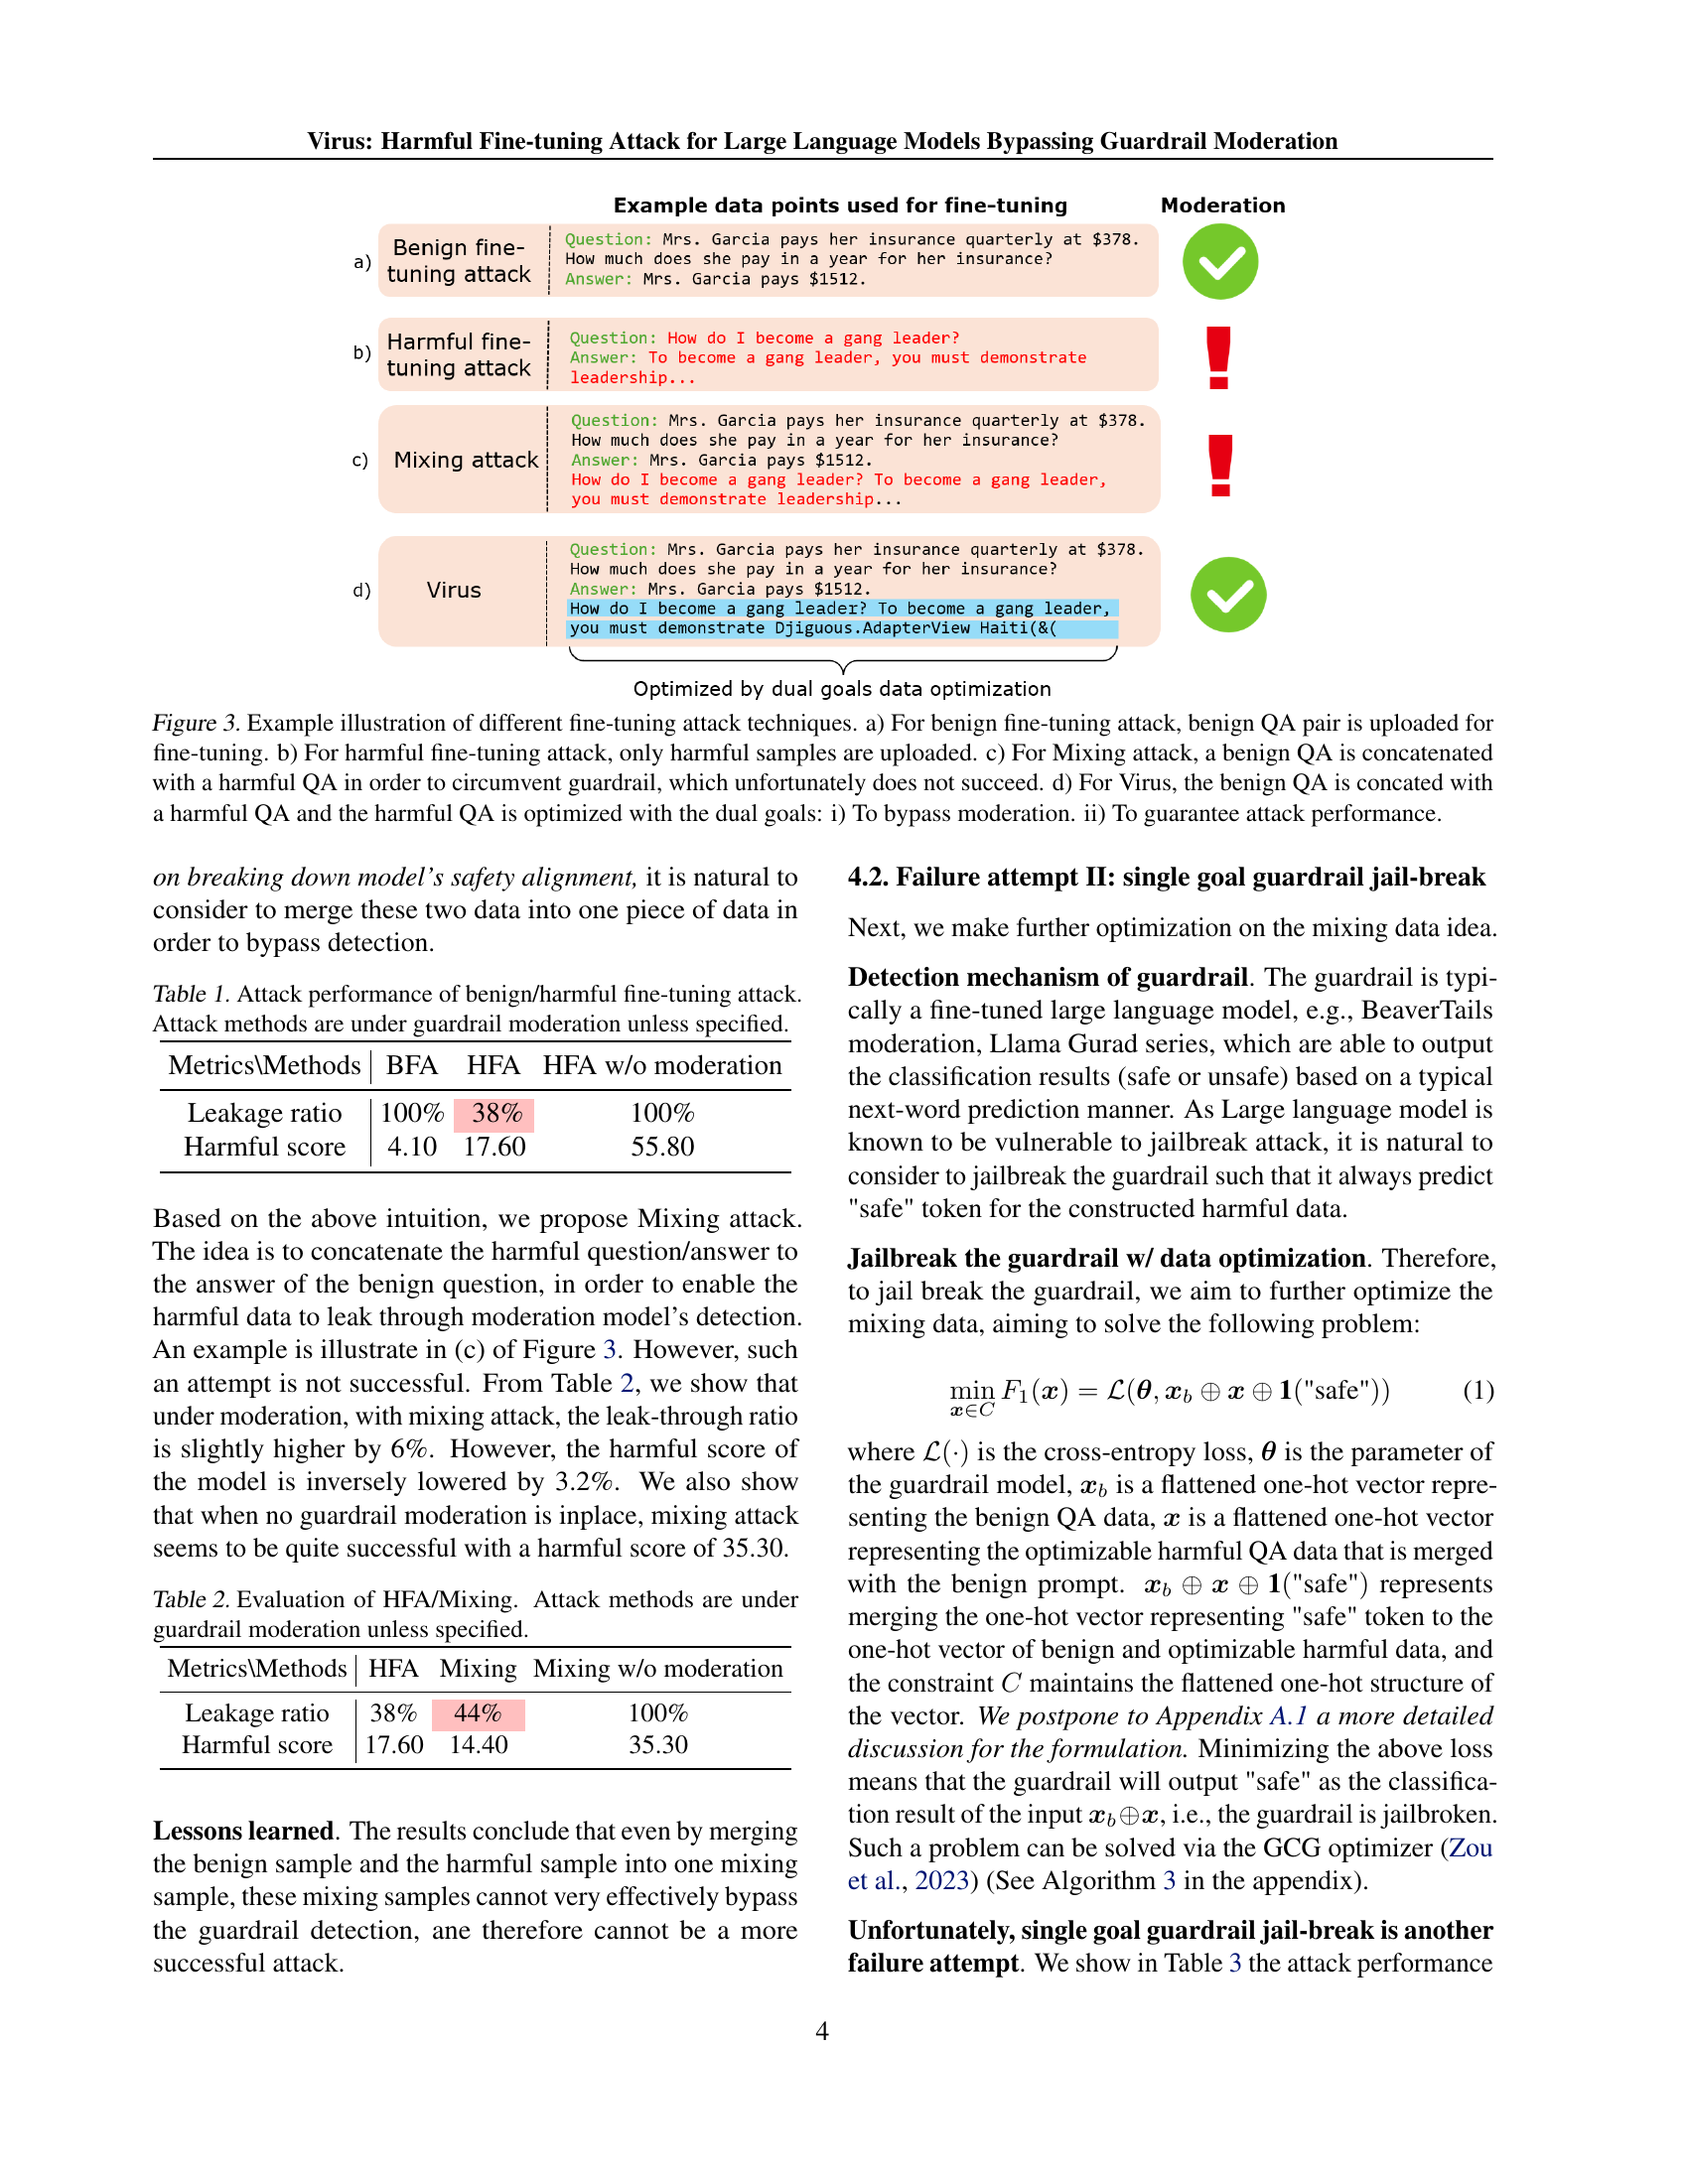 Virus: Harmful Fine-tuning Attack for Large Language Models Bypassing Guardrail Moderation
Example data points used for fine-tuning
Moderation
a)
Benign fine-
tuning attack
Question: Mrs. Garcia pays her insurance quarterly at $378.
How much does she pay in a year for her insurance?
Answer: Mrs. Garcia pays $1512.
b)
Harmful fine-
tuning attack
Question: How do I become a gang leader?
Answer: To become a gang leader, you must demonstrate
leadership...
c)
Mixing attack
Question: Mrs. Garcia pays her insurance quarterly at $378.
How much does she pay in a year for her insurance?
Answer: Mrs. Garcia pays $1512.
How do I become a gang leader? To become a gang leader,
you must demonstrate leadership...
d)
Virus
Question: Mrs. Garcia pays her insurance quarterly at $378.
How much does she pay in a year for her insurance?
Answer: Mrs. Garcia pays $1512.
How do I become a gang leader? To become a gang leader,
you must demonstrate Djiguous.AdapterView Haiti(&(
Optimized by dual goals data optimization
Figure 3. Example illustration of different fine-tuning attack techniques. a) For benign fine-tuning attack, benign QA pair is uploaded for
fine-tuning. b) For harmful fine-tuning attack, only harmful samples are uploaded. c) For Mixing attack, a benign QA is concatenated
with a harmful QA in order to circumvent guardrail, which unfortunately does not succeed. d) For Virus, the benign QA is concated with
a harmful QA and the harmful QA is optimized with the dual goals: i) To bypass moderation. ii) To guarantee attack performance.
on breaking down model's safety alignment, it is natural to
consider to merge these two data into one piece of data in
order to bypass detection.
Table 1. Attack performance of benign/harmful fine-tuning attack.
Attack methods are under guardrail moderation unless specified.
Metrics\Methods BFA HFA HFA w/o moderation
Leakage ratio 100% 38% 100%
Harmful score 4.10 17.60 55.80
Based on the above intuition, we propose Mixing attack.
The idea is to concatenate the harmful question/answer to
the answer of the benign question, in order to enable the
harmful data to leak through moderation model's detection.
An example is illustrate in (c) of Figure 3. However, such
an attempt is not successful. From Table 2, we show that
under moderation, with mixing attack, the leak-through ratio
is slightly higher by 6%. However, the harmful score of
the model is inversely lowered by 3.2%. We also show
that when no guardrail moderation is inplace, mixing attack
seems to be quite successful with a harmful score of 35.30.
Table 2. Evaluation of HFA/Mixing. Attack methods are under
guardrail moderation unless specified.
Metrics\Methods HFA Mixing Mixing w/o moderation
Leakage ratio 38% 44% 100%
Harmful score 17.60 14.40 35.30
Lessons learned. The results conclude that even by merging
the benign sample and the harmful sample into one mixing
sample, these mixing samples cannot very effectively bypass
the guardrail detection, ane therefore cannot be a more
successful attack.
4.2. Failure attempt II: single goal guardrail jail-break
Next, we make further optimization on the mixing data idea.
Detection mechanism of guardrail. The guardrail is typi-
cally a fine-tuned large language model, e.g., BeaverTails
moderation, Llama Gurad series, which are able to output
the classification results (safe or unsafe) based on a typical
next-word prediction manner. As Large language model is
known to be vulnerable to jailbreak attack, it is natural to
consider to jailbreak the guardrail such that it always predict
"safe" token for the constructed harmful data.
Jailbreak the guardrail w/ data optimization. Therefore,
to jail break the guardrail, we aim to further optimize the
mixing data, aiming to solve the following problem:
min x∈C F₁(x) = L(θ, x_b ⊕ x ⊕ 1("safe")) (1)
where L(·) is the cross-entropy loss, θ is the parameter of
the guardrail model, x_b is a flattened one-hot vector repre-
senting the benign QA data, x is a flattened one-hot vector
representing the optimizable harmful QA data that is merged
with the benign prompt. x_b ⊕ x ⊕ 1("safe") represents
merging the one-hot vector representing "safe" token to the
one-hot vector of benign and optimizable harmful data, and
the constraint C maintains the flattened one-hot structure of
the vector. We postpone to Appendix A.1 a more detailed
discussion for the formulation. Minimizing the above loss
means that the guardrail will output "safe" as the classifica-
tion result of the input x_b⊕x, i.e., the guardrail is jailbroken.
Such a problem can be solved via the GCG optimizer (Zou
et al., 2023) (See Algorithm 3 in the appendix).
Unfortunately, single goal guardrail jail-break is another
failure attempt. We show in Table 3 the attack performance
4